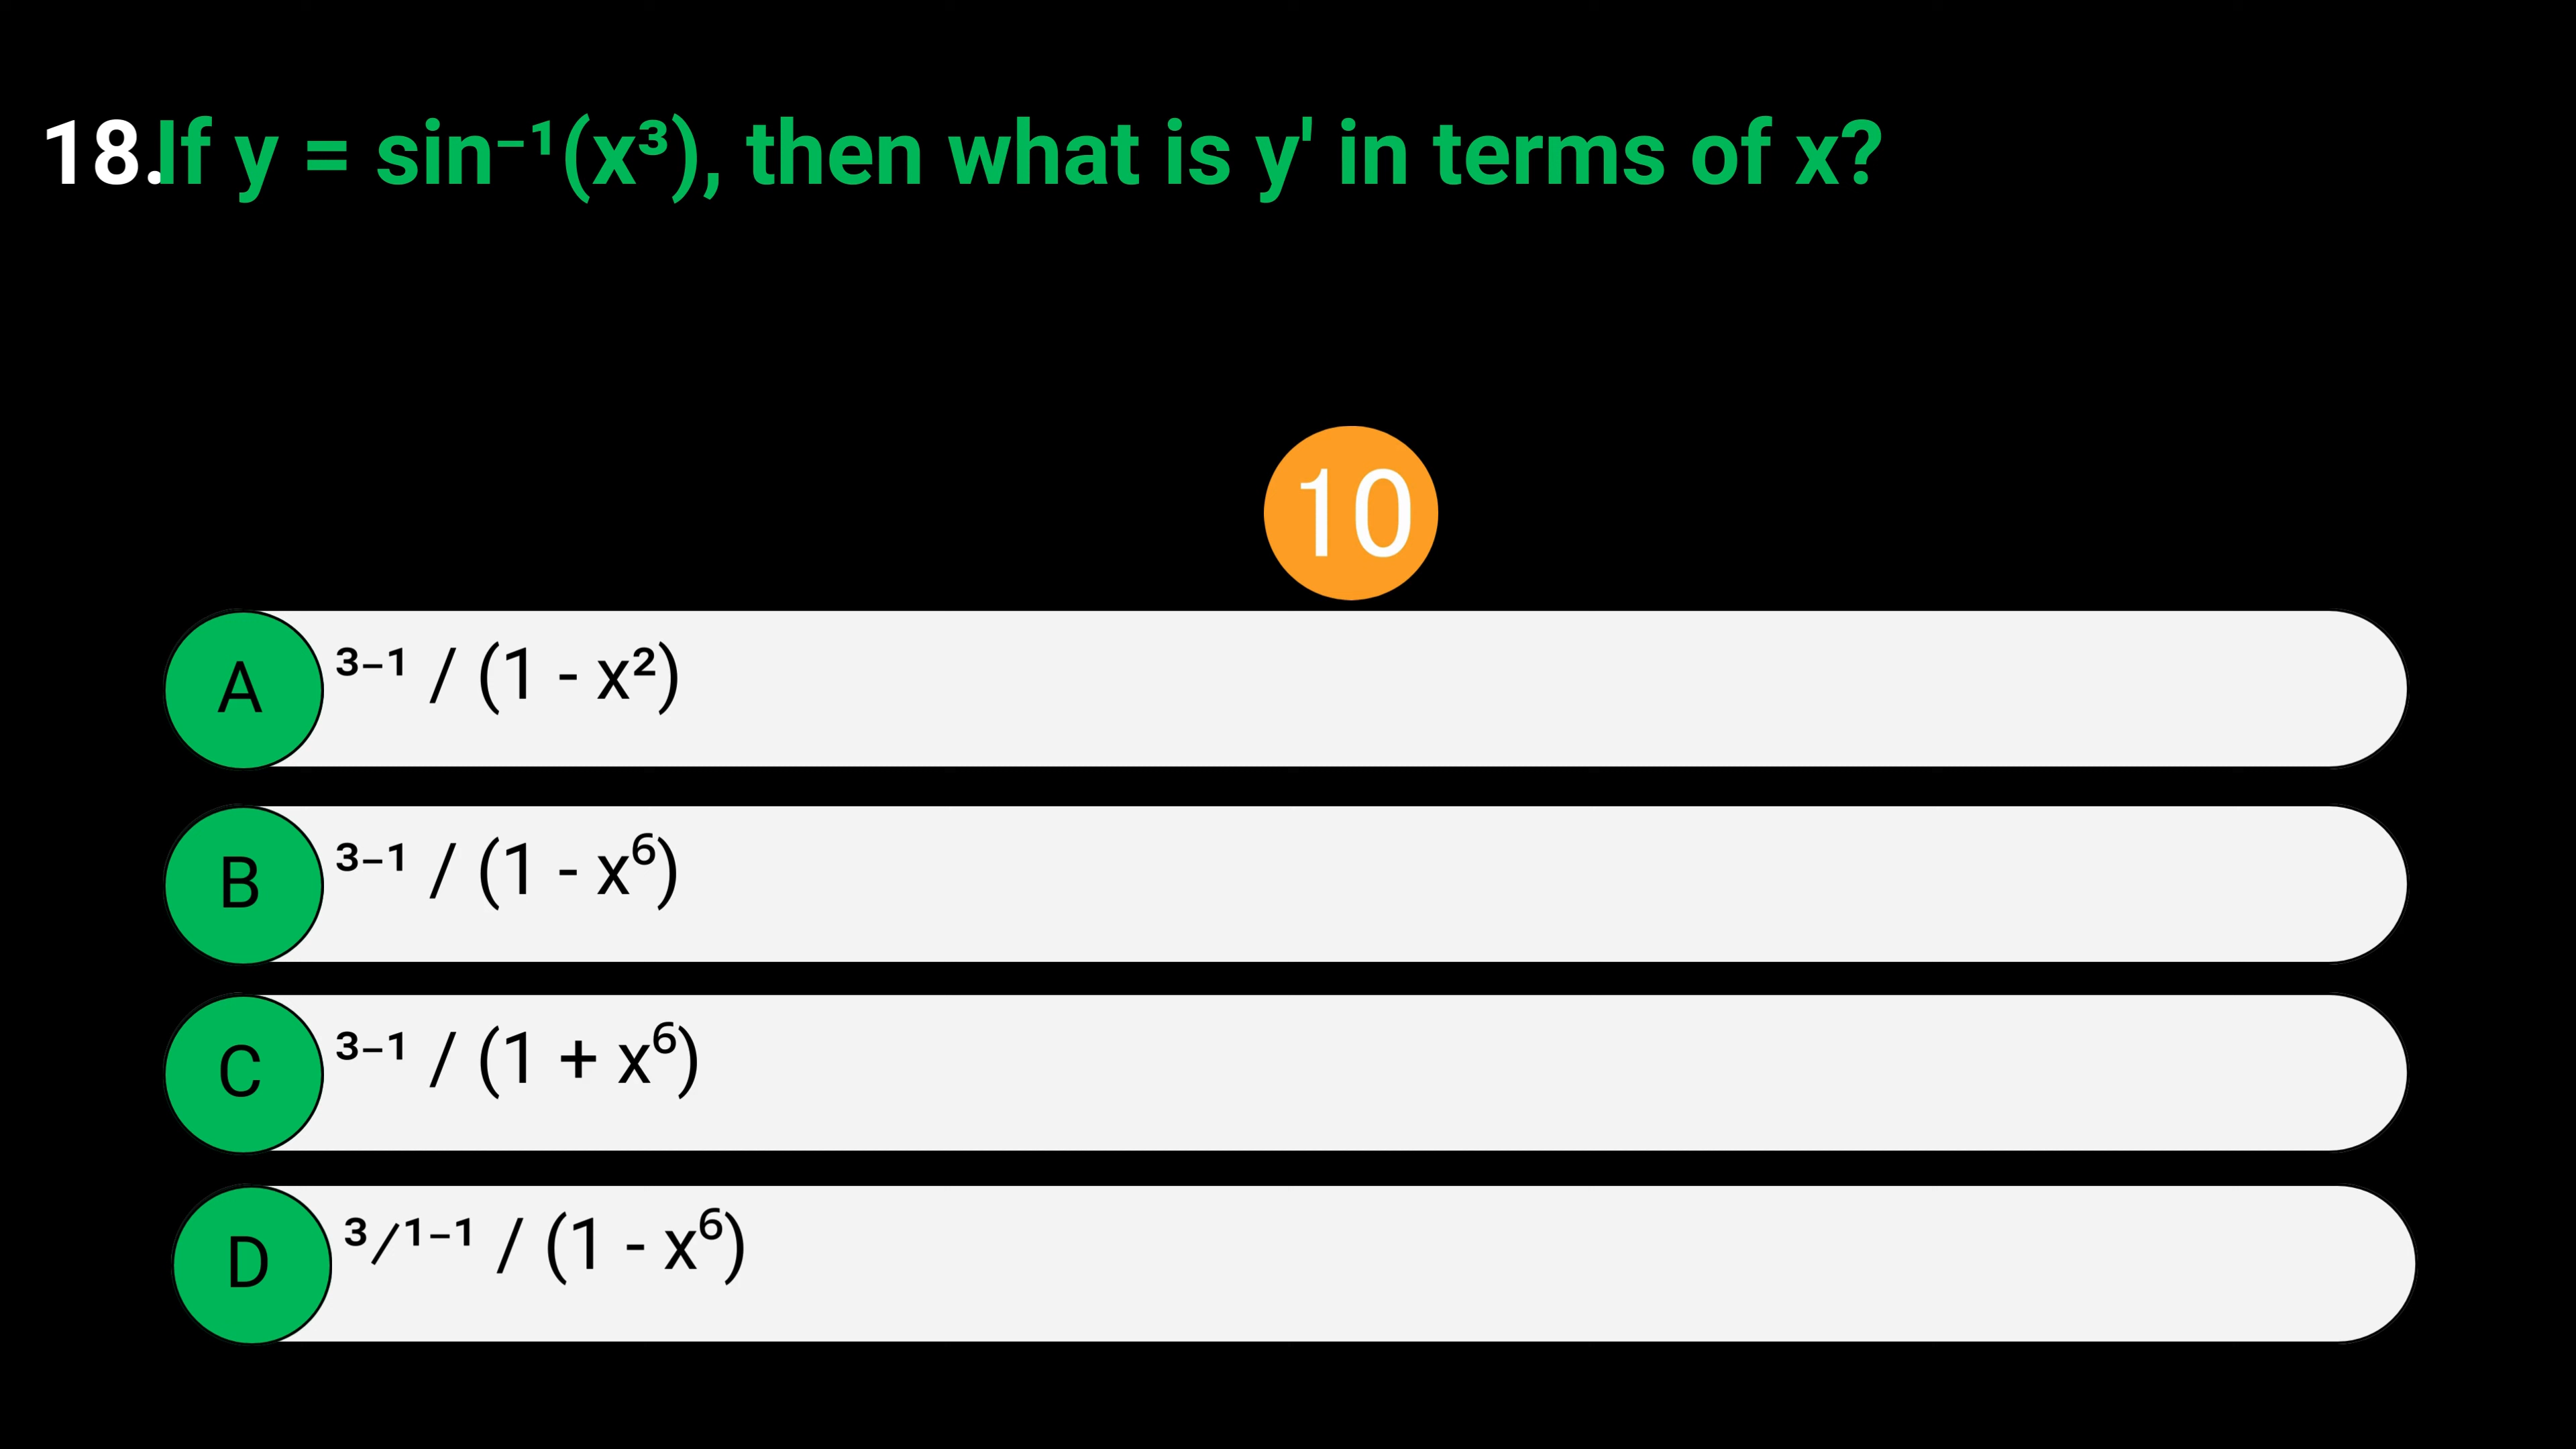 18.If y = sin⁻¹(x³), then what is y' in terms of x?
10
A ³⁻¹ / (1 - x²)
B ³⁻¹ / (1 - x⁶)
C ³⁻¹ / (1 + x⁶)
D ³/¹⁻¹ / (1 - x⁶)